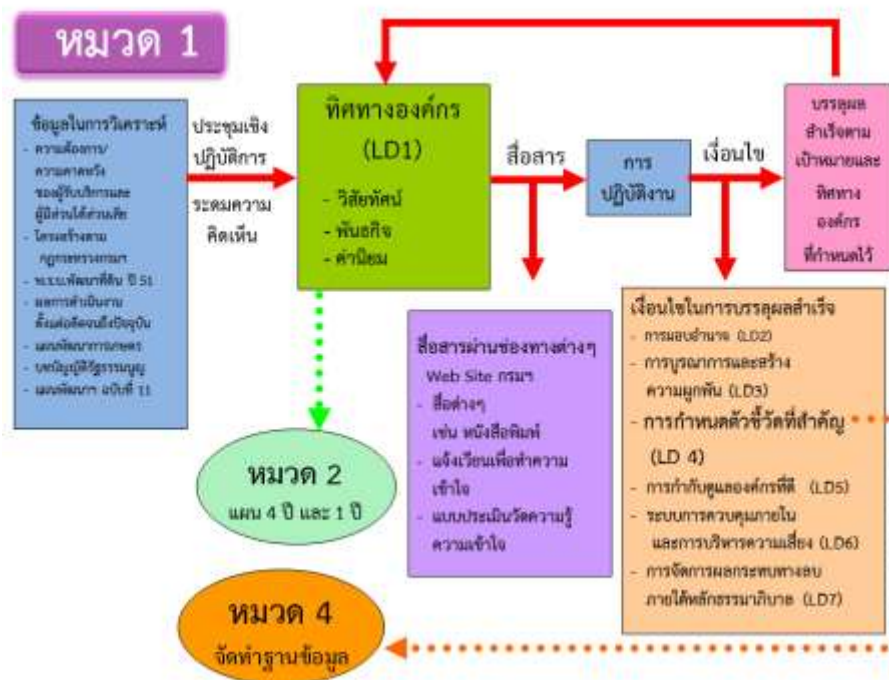 หมวด 1
ข้อมูลในการวิเคราะห์
- ความต้องการ/
ความคาดหวัง
ของผู้รับบริการและ
ผู้มีส่วนได้ส่วนเสีย
- โครงสร้างตาม
กฎกระทรวงกรมฯ
- พ.ร.บ.พัฒนาที่ดิน ปี 51
- ผลการดำเนินงาน
ตั้งแต่อดีตจนถึงปัจจุบัน
- แผนพัฒนาการเกษตร
- บทบัญญัติรัฐธรรมนูญ
- แผนพัฒนาฯ ฉบับที่ 11
ประชุมเชิง
ปฏิบัติการ
ระดมความ
คิดเห็น
ทิศทางองค์กร
(LD1)
- วิสัยทัศน์
- พันธกิจ
- ค่านิยม
สื่อสาร
การ
ปฏิบัติงาน
เงื่อนไข
บรรลุผล
สำเร็จตาม
เป้าหมายและ
ทิศทาง
องค์กร
ที่กำหนดไว้
สื่อสารผ่านช่องทางต่างๆ
Web Site กรมฯ
- สื่อต่างๆ
เช่น หนังสือพิมพ์
- แจ้งเวียนเพื่อทำความ
เข้าใจ
- แบบประเมินวัดความรู้
ความเข้าใจ
เงื่อนไขในการบรรลุผลสำเร็จ
- การมอบอำนาจ (LD2)
- การบูรณาการและสร้าง
ความผูกพัน (LD3)
- การกำหนดตัวชี้วัดที่สำคัญ
(LD 4)
- การกำกับดูแลองค์กรที่ดี (LD5)
- ระบบการควบคุมภายใน
และการบริหารความเสี่ยง (LD6)
- การจัดการผลกระทบทางลบ
ภายใต้หลักธรรมาภิบาล (LD7)
หมวด 2
แผน 4 ปี และ 1 ปี
หมวด 4
จัดทำฐานข้อมูล